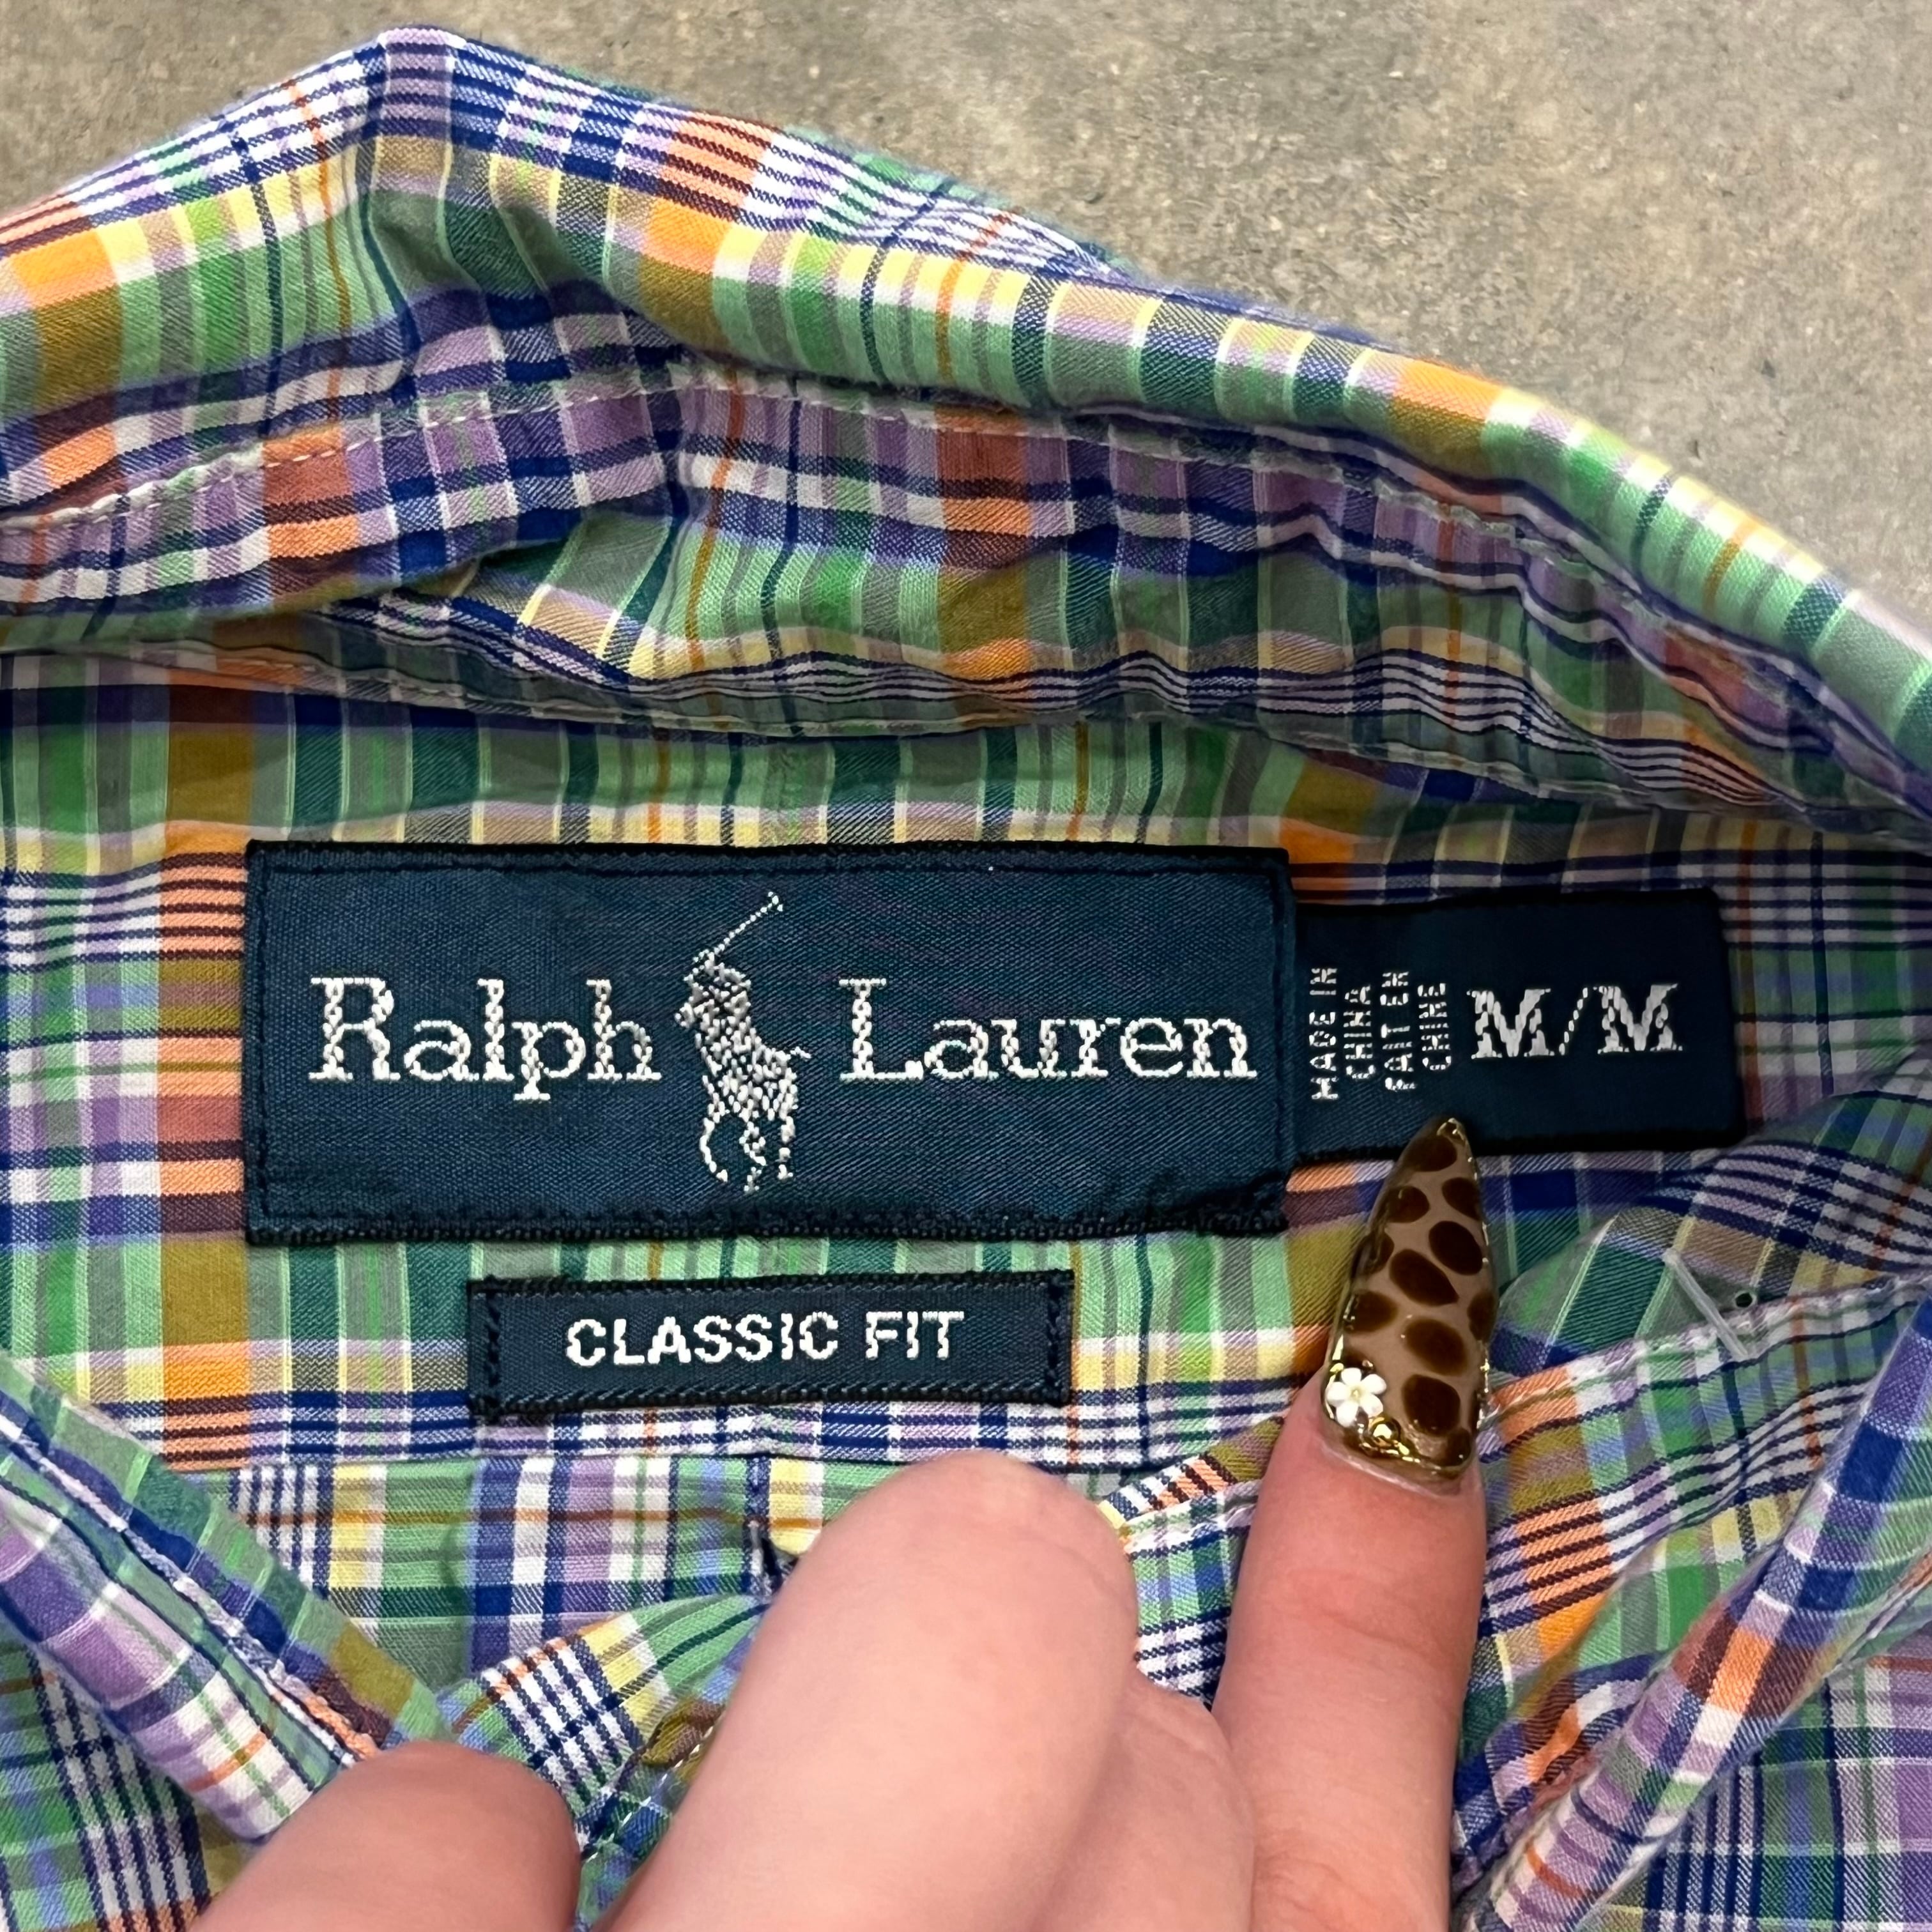 Ralph Lauren
MADE IN
CHINA
FAIT EN
CHINE
M/M
CLASSIC FIT